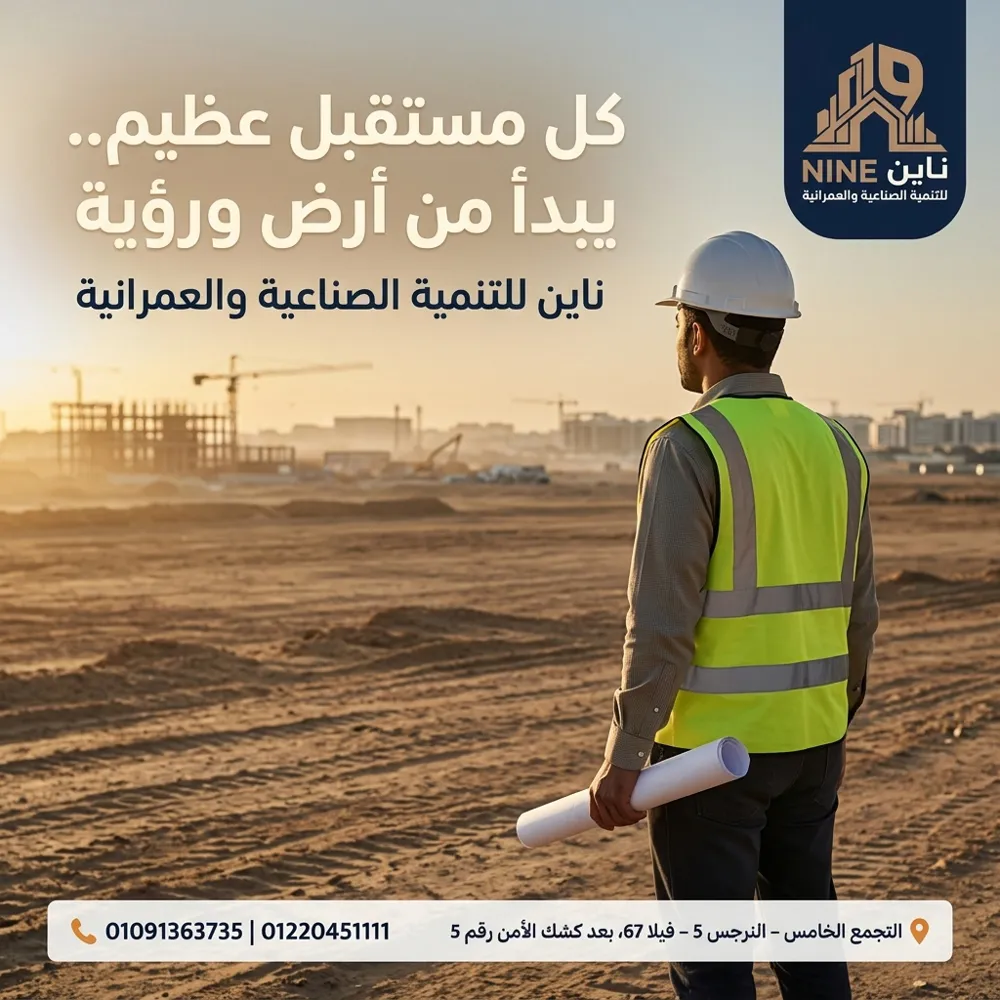 ناين NINE
للتنمية الصناعية والعمرانية
كل مستقبل عظيم..
يبدأ من أرض ورؤية
ناين للتنمية الصناعية والعمرانية
التجمع الخامس – النرجس 5 – فيلا 67، بعد كشك الأمن رقم 5
01091363735 | 01220451111